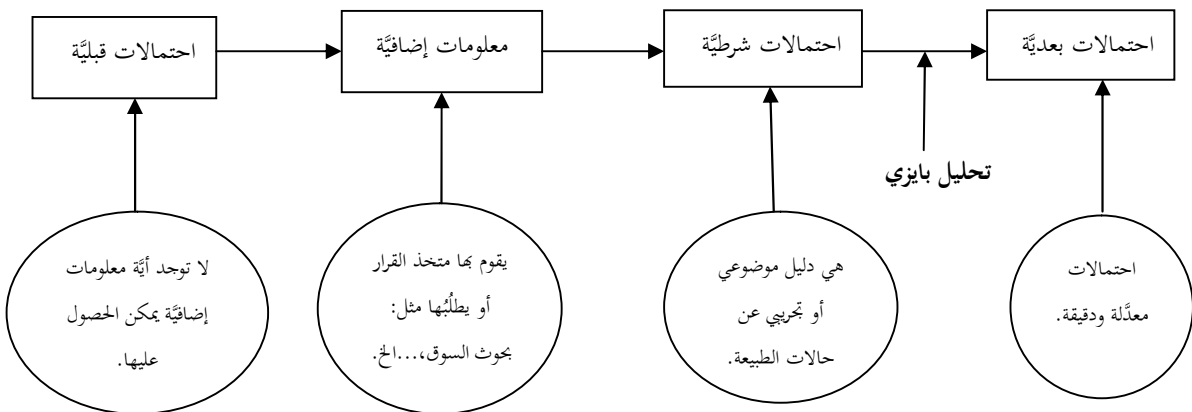 احتمالات قبليَّة
معلومات إضافيَّة
احتمالات شرطيَّة
احتمالات بعديَّة
تحليل بايزي
لا توجد أيَّة معلومات
إضافيَّة يمكن الحصول
عليها.
يقوم بها متخذ القرار
أو يطلُبُها مثل:
بحوث السوق،...الخ.
هي دليل موضوعي
أو تجريبي عن
حالات الطبيعة.
احتمالات
معدَّلة ودقيقة.